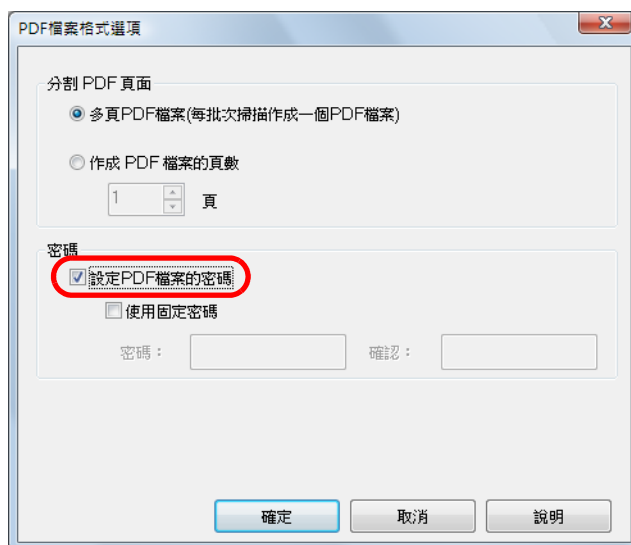 PDF檔案格式選項
分割 PDF 頁面
多頁PDF檔案(每批次掃描作成一個PDF檔案)
作成 PDF 檔案的頁數
1 頁
密碼
設定PDF檔案的密碼
使用固定密碼
密碼： 確認：
確定 取消 說明